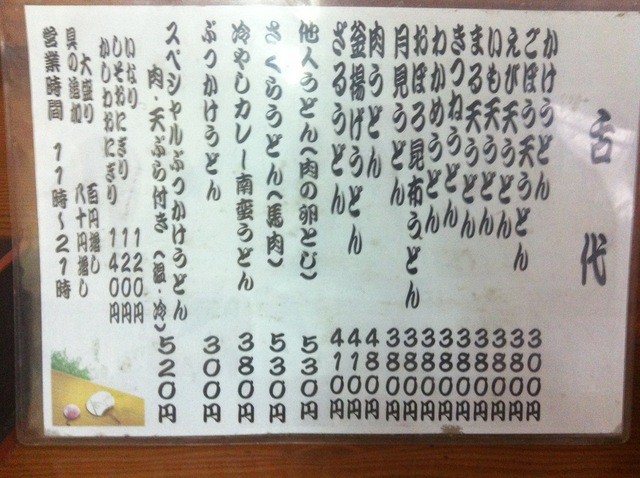 舌代
かけうどん 300円
ごぼう天うどん 380円
えび天うどん 380円
いも天うどん 380円
まる天うどん 380円
きつねうどん 380円
わかめうどん 380円
おぼろ昆布うどん 380円
月見うどん 380円
肉うどん 480円
釜揚げうどん 410円
ざるうどん 410円
他人うどん(肉の卵とじ) 530円
さくらうどん(馬肉) 530円
冷やしカレー南蛮うどん 380円
ぶっかけうどん 300円
スペシャルぶっかけうどん
肉・天ぷら付き(温・冷) 520円
いなり 120円
しそおにぎり 120円
かしわおにぎり 140円
大盛り 百円増し
具の追加 八十円増し
営業時間 11時〜21時